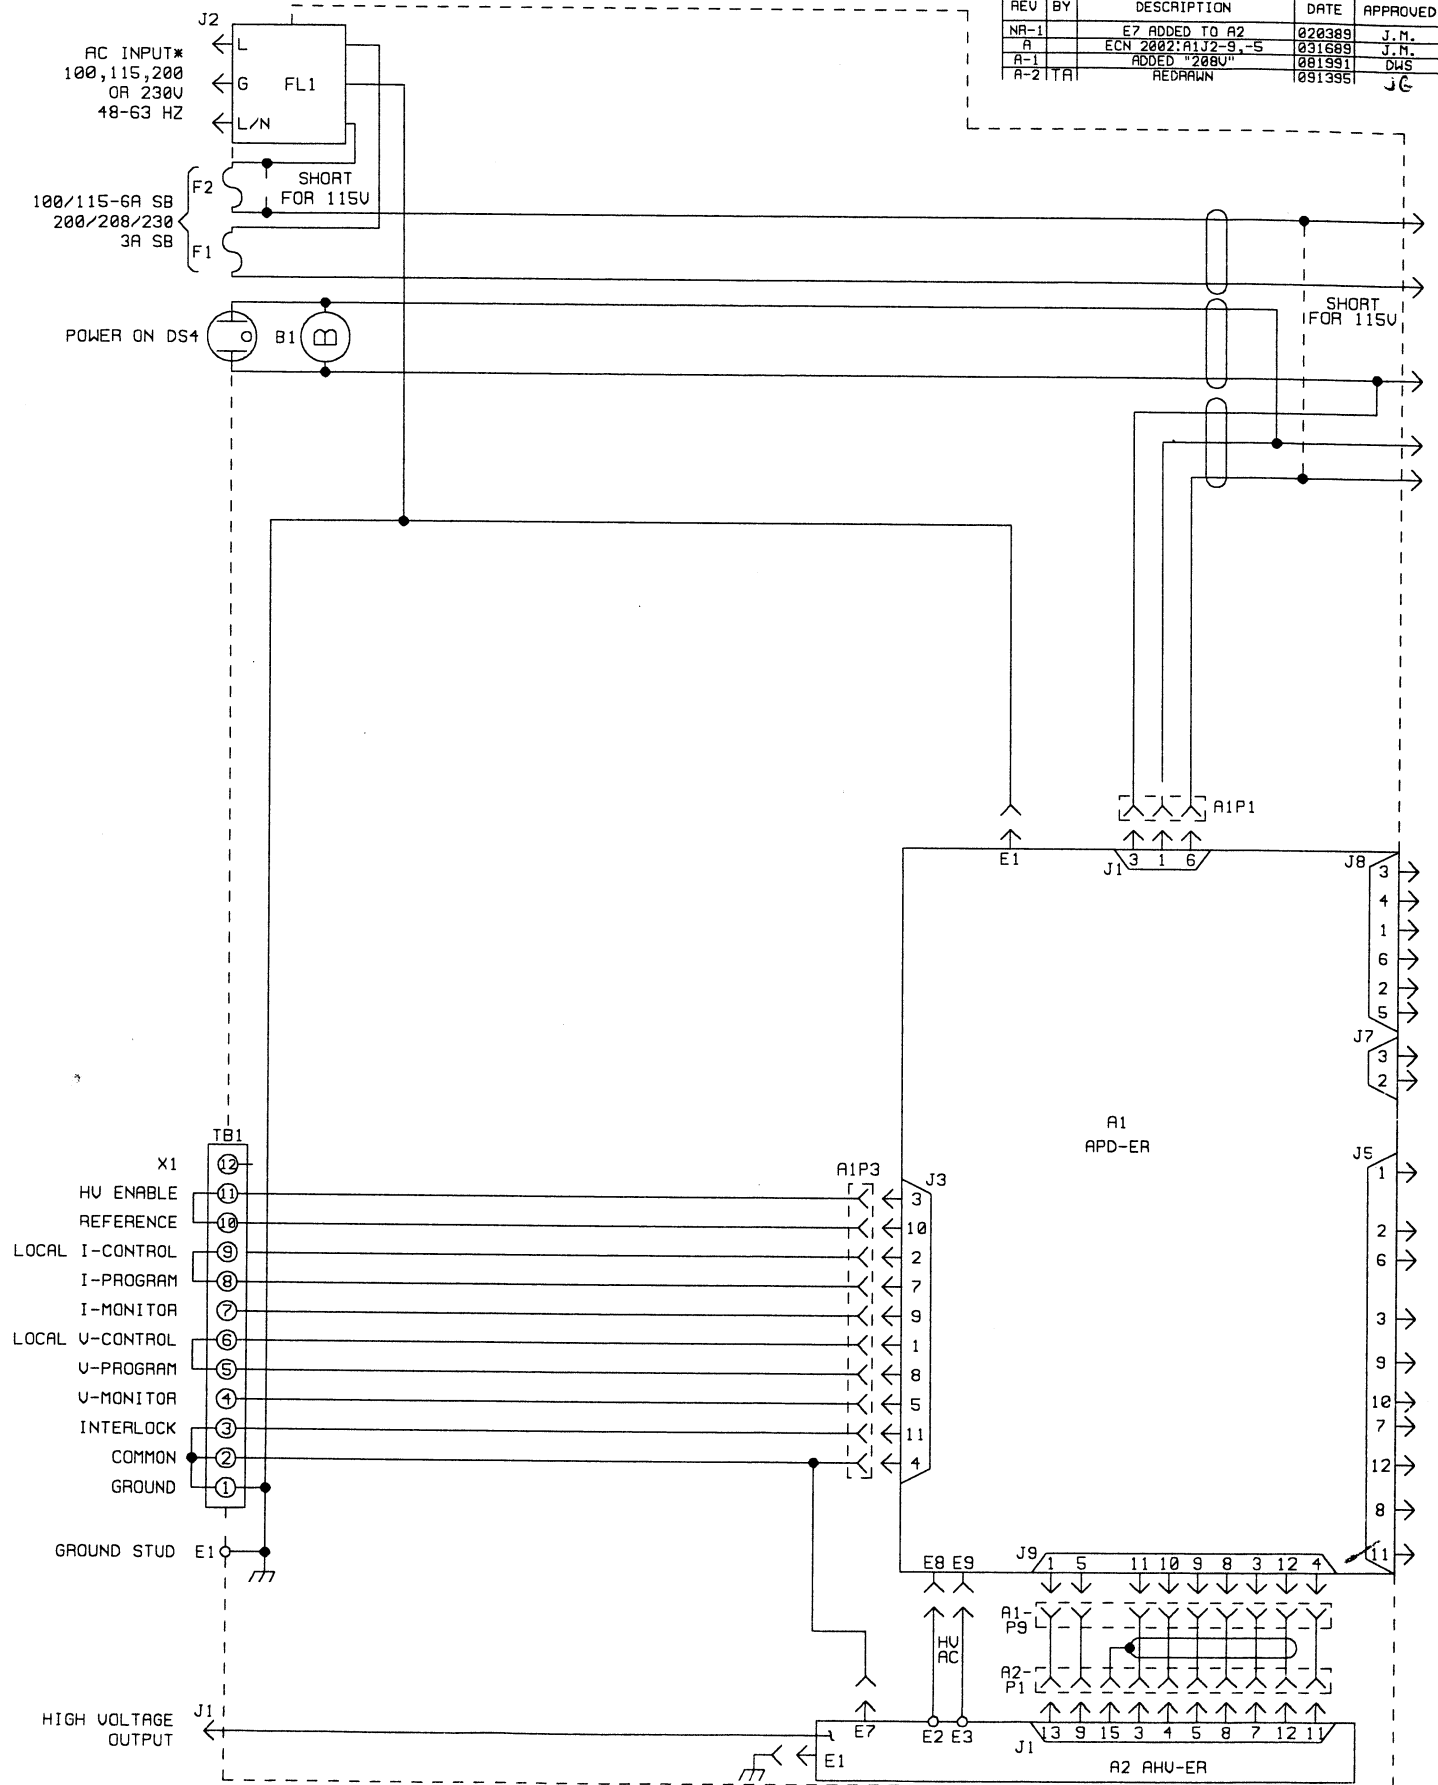 REV BY DESCRIPTION DATE APPROVED
NR-1 E7 ADDED TO A2 020389 J.M.
A ECN 2002:A1J2-9,-5 031689 J.M.
A-1 ADDED "208V" 081991 DWS
A-2 TA REDRAWN 091395 JG
J2
AC INPUT*
100,115,200
OR 230V
48-63 HZ
L
G
L/N
FL1
F2
SHORT
FOR 115V
100/115-6A SB
200/208/230
3A SB
F1
POWER ON DS4
B1
B
SHORT
FOR 115V
A1P1
E1
J1
3 1 6
J8
3
4
1
6
2
5
J7
3
2
A1
APD-ER
J5
1
2
6
3
9
10
7
12
8
11
TB1
X1 12
HV ENABLE 11
REFERENCE 10
LOCAL I-CONTROL 9
I-PROGRAM 8
I-MONITOR 7
LOCAL V-CONTROL 6
V-PROGRAM 5
V-MONITOR 4
INTERLOCK 3
COMMON 2
GROUND 1
A1P3
J3
3
10
2
7
9
1
8
5
11
4
GROUND STUD E1
E8 E9
J9
1 5 11 10 9 8 3 12 4
A1-
P9
HV
AC
A2-
P1
HIGH VOLTAGE
OUTPUT
J1
E7
E2 E3
E1
J1
13 9 15 3 4 5 8 7 12 11
A2 AHV-ER